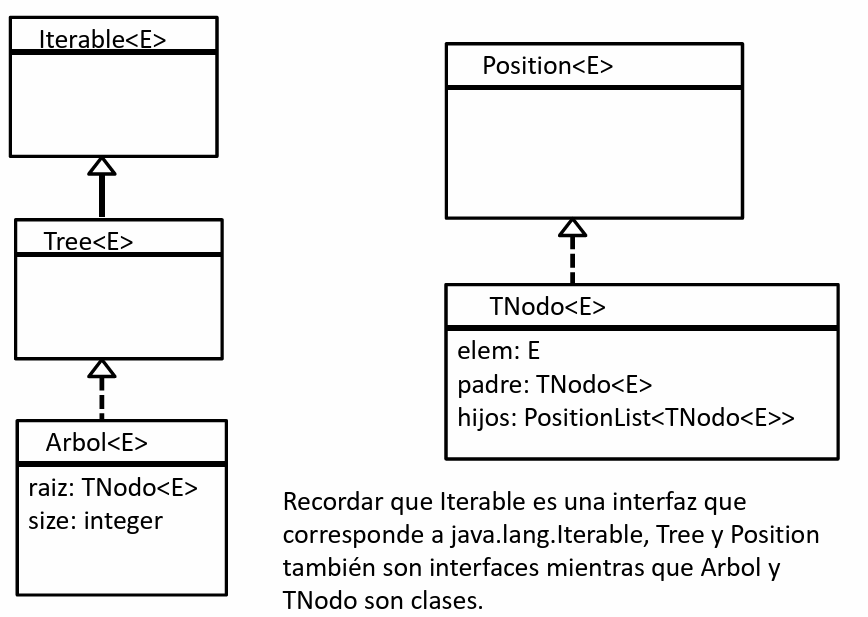 Iterable<E>
Tree<E>
Arbol<E>
raiz: TNodo<E>
size: integer
Position<E>
TNodo<E>
elem: E
padre: TNodo<E>
hijos: PositionList<TNodo<E>>
Recordar que Iterable es una interfaz que
corresponde a java.lang.Iterable, Tree y Position
también son interfaces mientras que Arbol y
TNodo son clases.